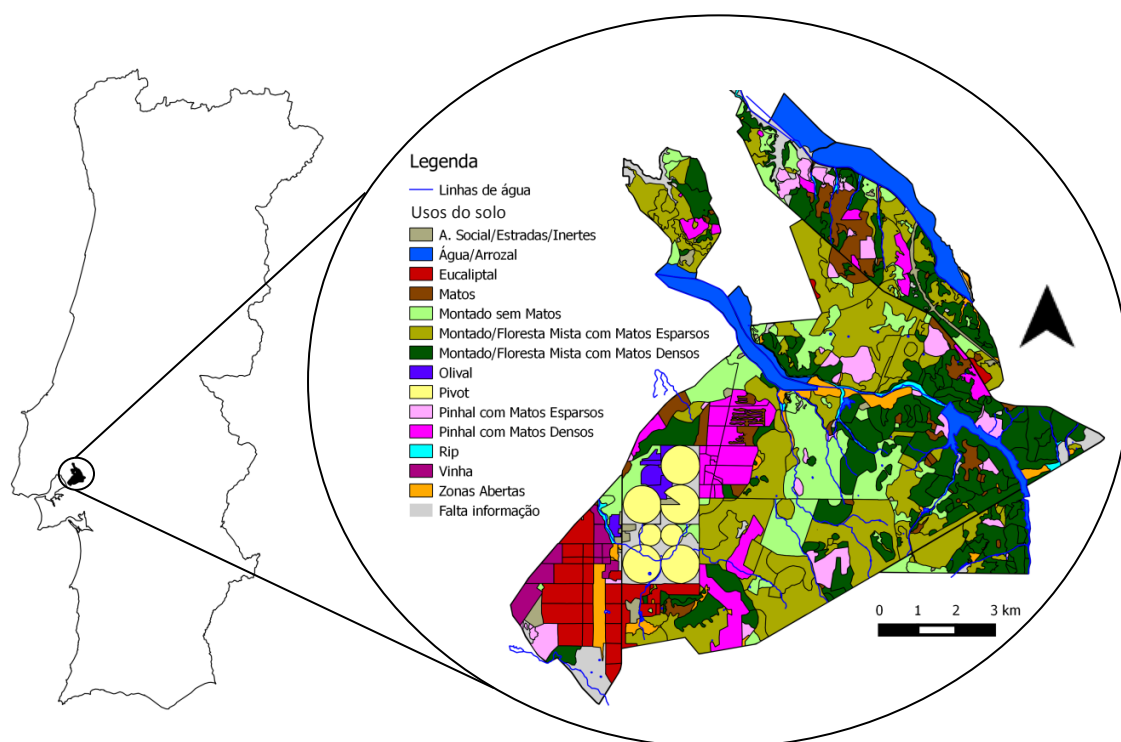 Legenda
Linhas de água
Usos do solo
A. Social/Estradas/Inertes
Água/Arrozal
Eucaliptal
Matos
Montado sem Matos
Montado/Floresta Mista com Matos Esparsos
Montado/Floresta Mista com Matos Densos
Olival
Pivot
Pinhal com Matos Esparsos
Pinhal com Matos Densos
Rip
Vinha
Zonas Abertas
Falta informação
0 1 2 3 km